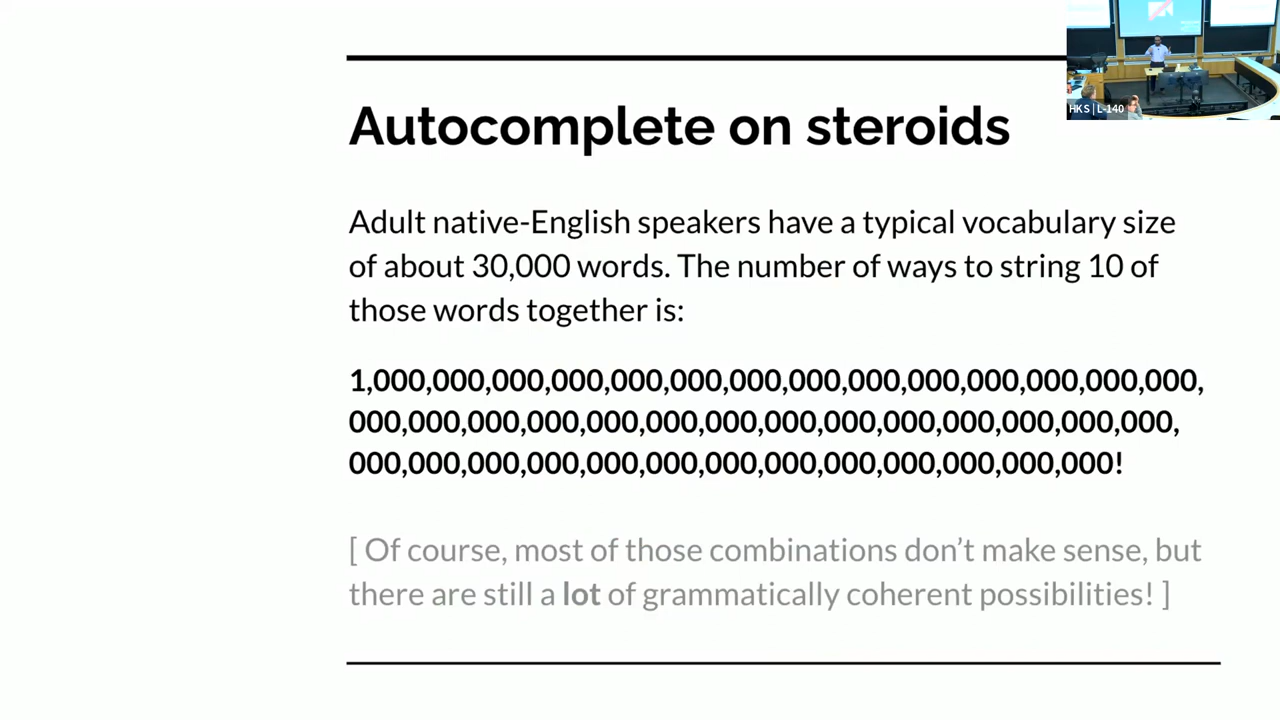 HKS | L-140
Autocomplete on steroids
Adult native-English speakers have a typical vocabulary size
of about 30,000 words. The number of ways to string 10 of
those words together is:
1,000,000,000,000,000,000,000,000,000,000,000,000,000,000,
000,000,000,000,000,000,000,000,000,000,000,000,000,000,
000,000,000,000,000,000,000,000,000,000,000,000,000!
[ Of course, most of those combinations don’t make sense, but
there are still a lot of grammatically coherent possibilities! ]